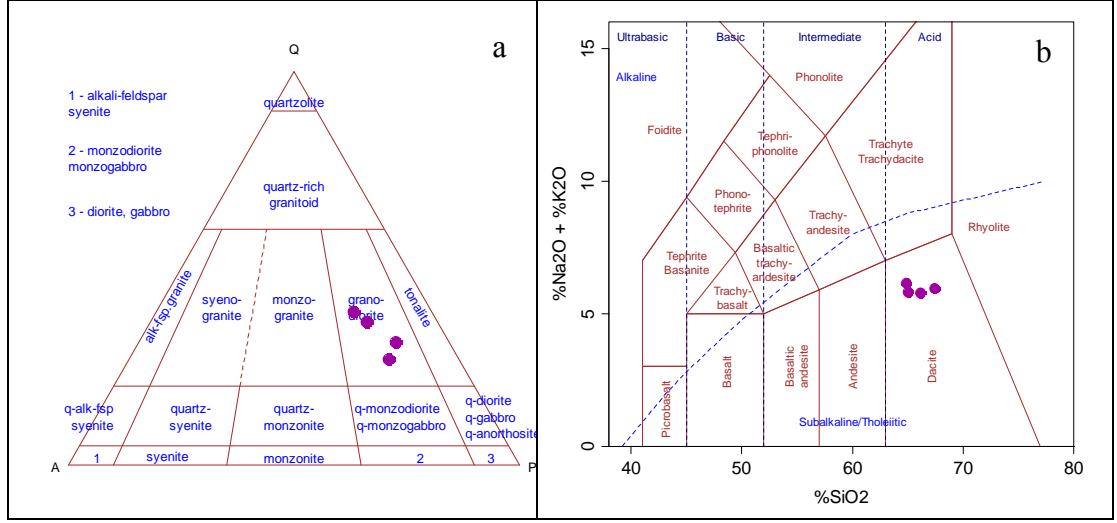 a
Q
1 - alkali-feldspar
syenite
2 - monzodiorite
monzogabbro
3 - diorite, gabbro
quartzolite
quartz-rich
granitoid
alk-fsp.granite
syeno-
granite
monzo-
granite
grano-
diorite
tonalite
q-alk-fsp
syenite
quartz-
syenite
quartz-
monzonite
q-monzodiorite
q-monzogabbro
q-diorite
q-gabbro
q-anorthosite
A
1
syenite
monzonite
2
3
P
b
Ultrabasic
Basic
Intermediate
Acid
Alkaline
Phonolite
Foidite
Tephri-
phonolite
Trachyte
Trachydacite
Phono-
tephrite
Trachy-
andesite
Rhyolite
Tephrite
Basanite
Basaltic
trachy-
andesite
Trachy-
basalt
Picrobasalt
Basalt
Basaltic
andesite
Andesite
Dacite
Subalkaline/Tholeiitic
%Na2O + %K2O
15
10
5
0
40
50
60
70
80
%SiO2